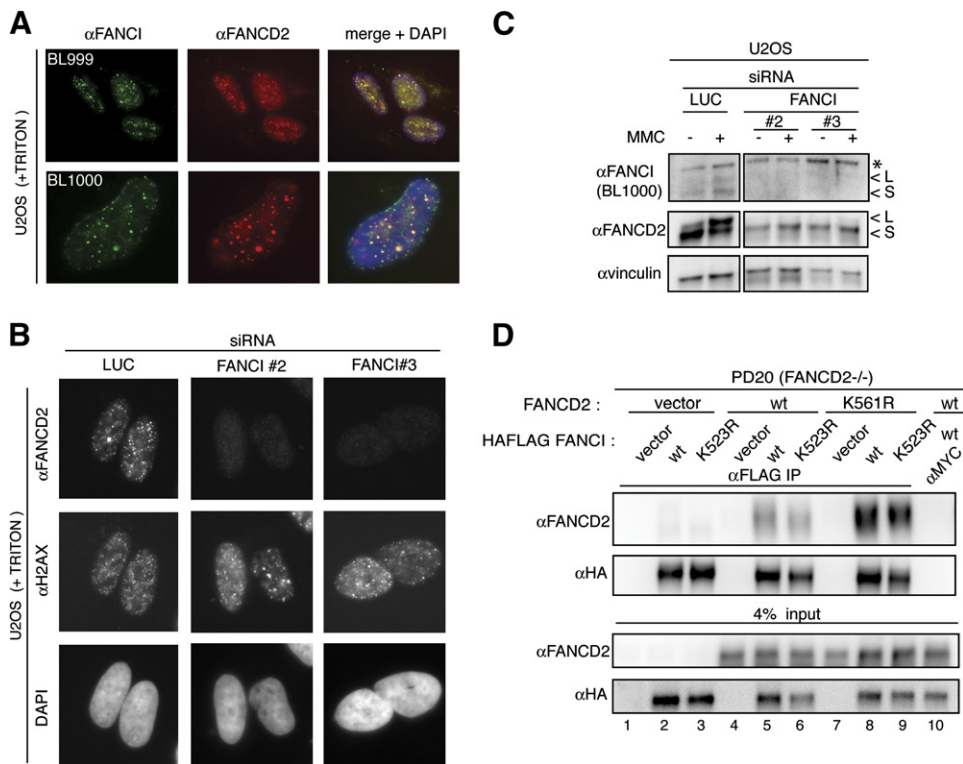 A
αFANCI αFANCD2 merge + DAPI
U2OS (+TRITON)
BL999
BL1000
B
siRNA
LUC FANCI #2 FANCI#3
U2OS (+ TRITON)
αFANCD2
αH2AX
DAPI
C
U2OS
siRNA
LUC FANCI
#2 #3
MMC - + - + - +
αFANCI
(BL1000)
*
< L
< S
αFANCD2
< L
< S
αvinculin
D
PD20 (FANCD2-/-)
FANCD2 : vector wt K561R wt
HAFLAG FANCI : vector wt K523R vector wt K523R vector wt K523R wt
αFLAG IP αMYC
αFANCD2
αHA
4% input
αFANCD2
αHA
1 2 3 4 5 6 7 8 9 10